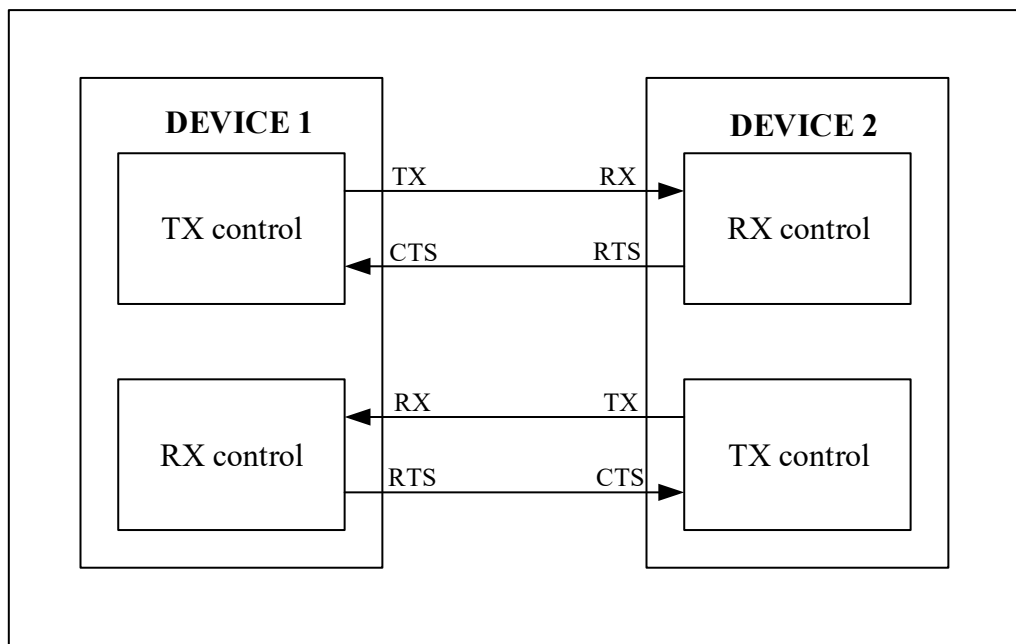 DEVICE 1
DEVICE 2
TX control
TX
RX
CTS
RTS
RX control
RX control
RX
TX
RTS
CTS
TX control